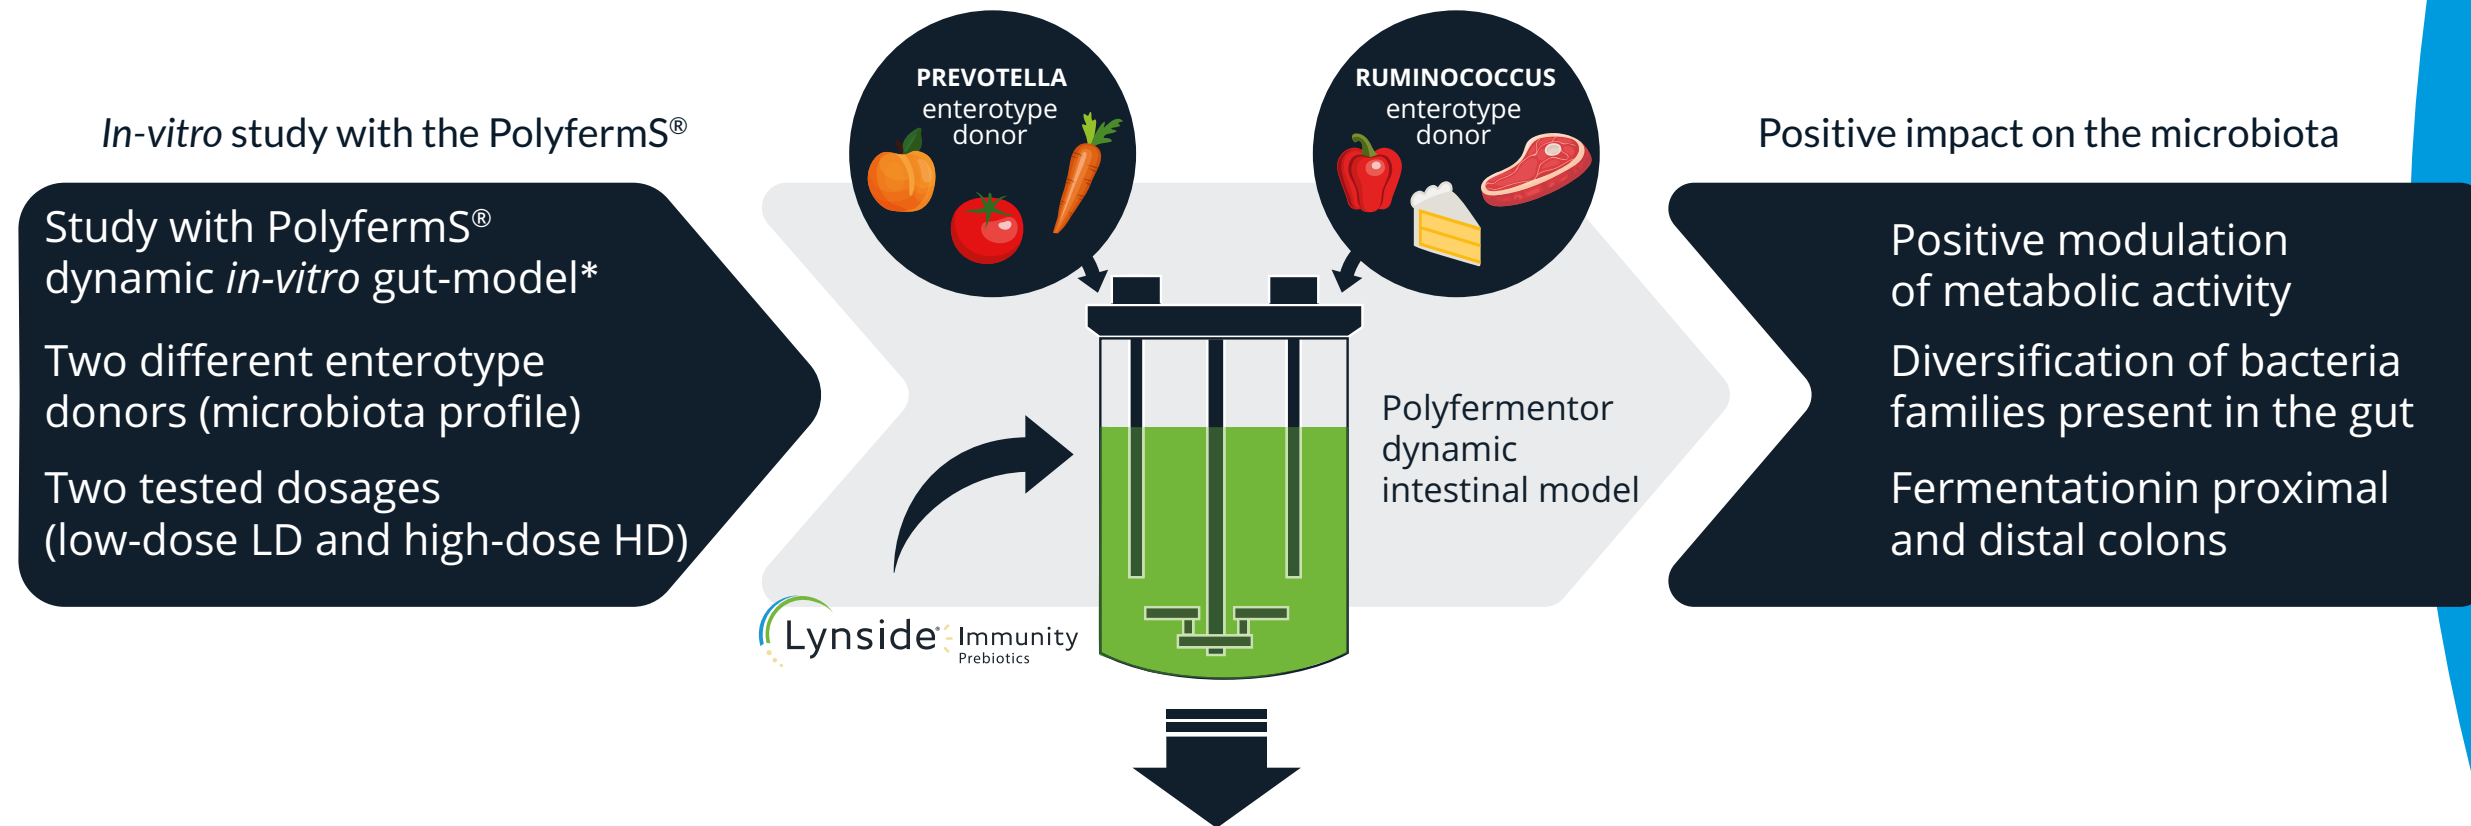 In-vitro study with the PolyfermS®
Study with PolyfermS®
dynamic in-vitro gut-model*
Two different enterotype
donors (microbiota profile)
Two tested dosages
(low-dose LD and high-dose HD)
PREVOTELLA
enterotype
donor
RUMINOCOCCUS
enterotype
donor
Polyfermentor
dynamic
intestinal model
Lynside® Immunity
Prebiotics
Positive impact on the microbiota
Positive modulation
of metabolic activity
Diversification of bacteria
families present in the gut
Fermentationin proximal
and distal colons